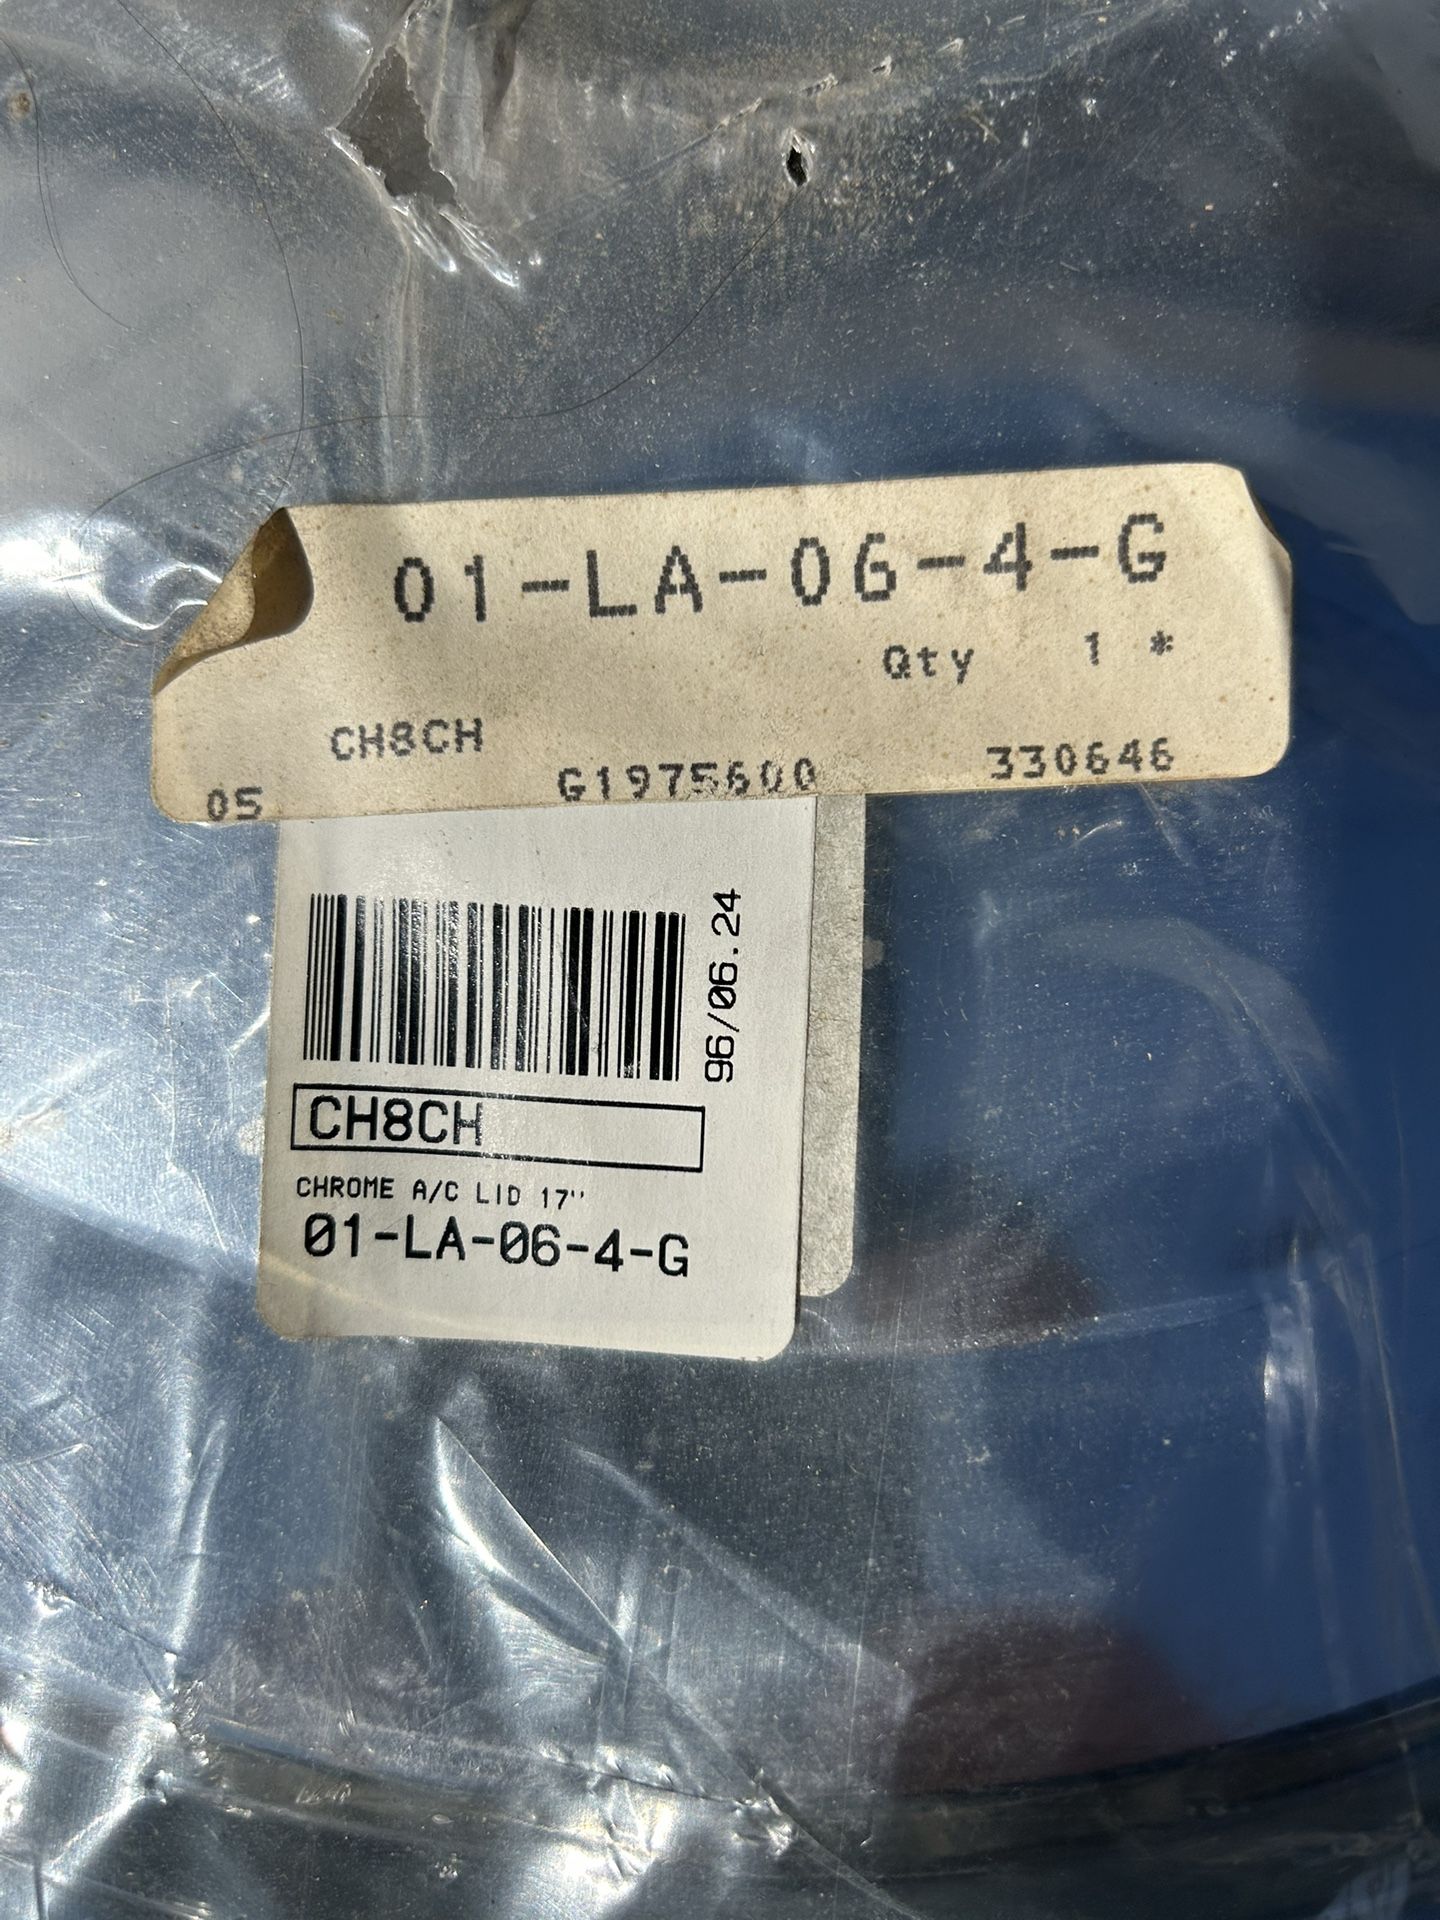 01-LA-06-4-G
Qty 1 *
CH8CH
05 G1975600 330646
96/06.24
CH8CH
CHROME A/C LID 17''
01-LA-06-4-G